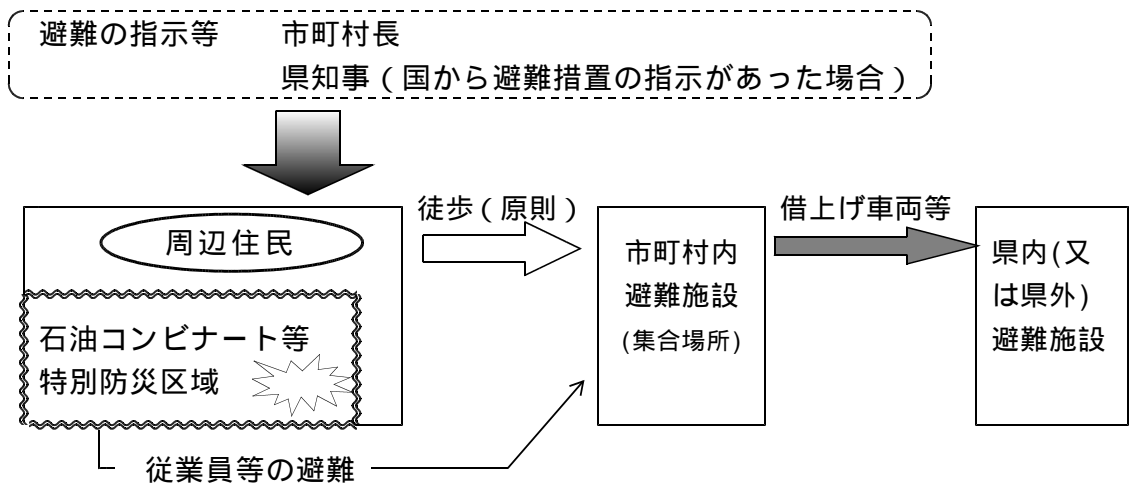 避難の指示等　　市町村長
県知事（国から避難措置の指示があった場合）
周辺住民
石油コンビナート等
特別防災区域
徒歩（原則）
従業員等の避難
市町村内
避難施設
(集合場所)
借上げ車両等
県内(又
は県外)
避難施設